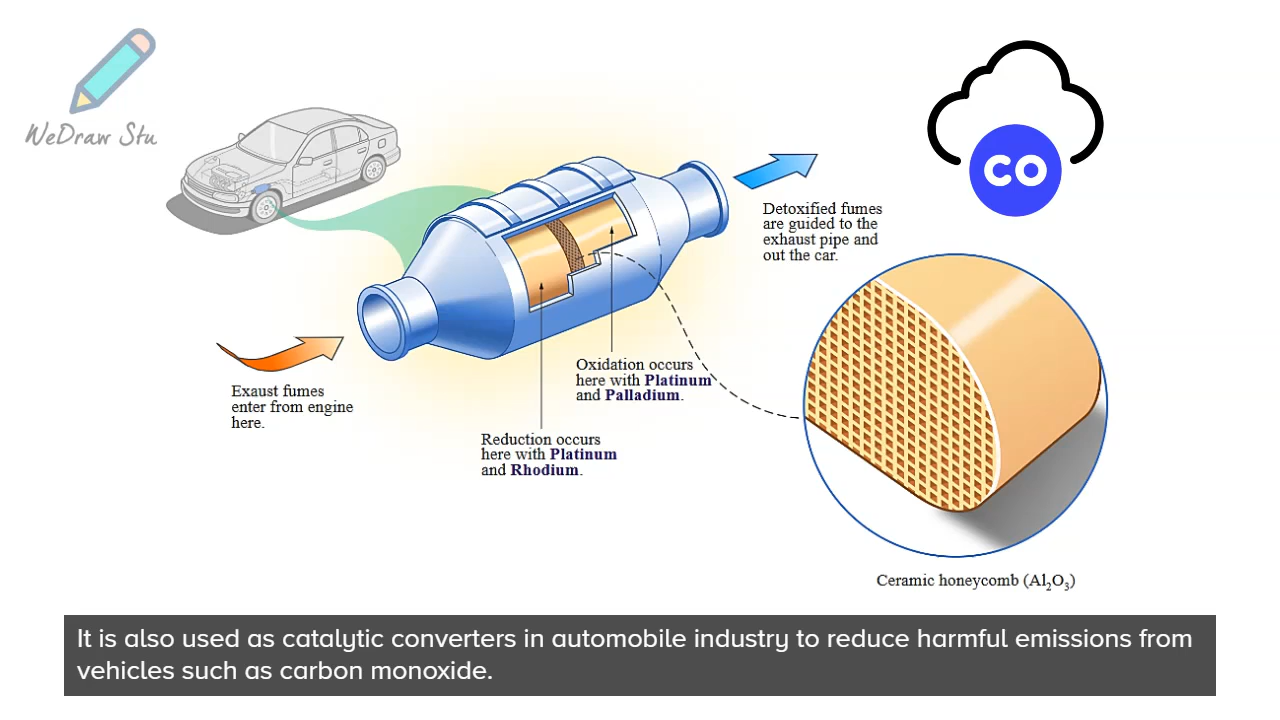 WeDraw Stu
CO
Detoxified fumes
are guided to the
exhaust pipe and
out the car.
Exaust fumes
enter from engine
here.
Oxidation occurs
here with Platinum
and Palladium.
Reduction occurs
here with Platinum
and Rhodium.
Ceramic honeycomb (Al₂O₃)
It is also used as catalytic converters in automobile industry to reduce harmful emissions from
vehicles such as carbon monoxide.